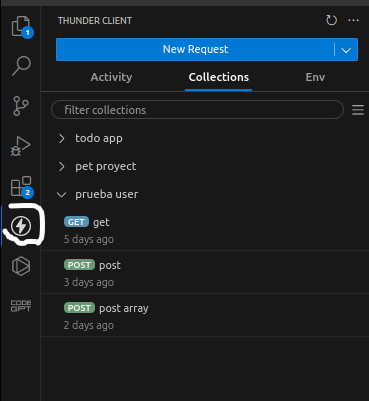 THUNDER CLIENT
1
New Request
Activity Collections Env
filter collections
todo app
pet proyect
2
prueba user
GET get
5 days ago
POST post
3 days ago
CODE
GPT
POST post array
2 days ago